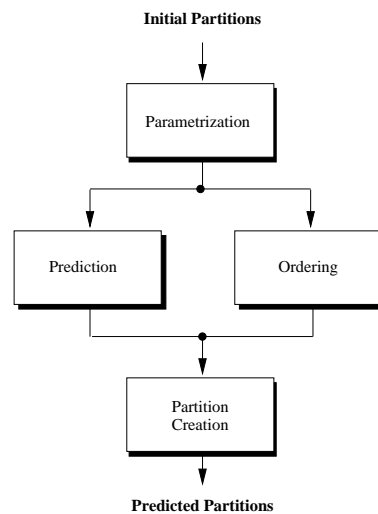 Initial Partitions
Parametrization
Prediction
Ordering
Partition
Creation
Predicted Partitions